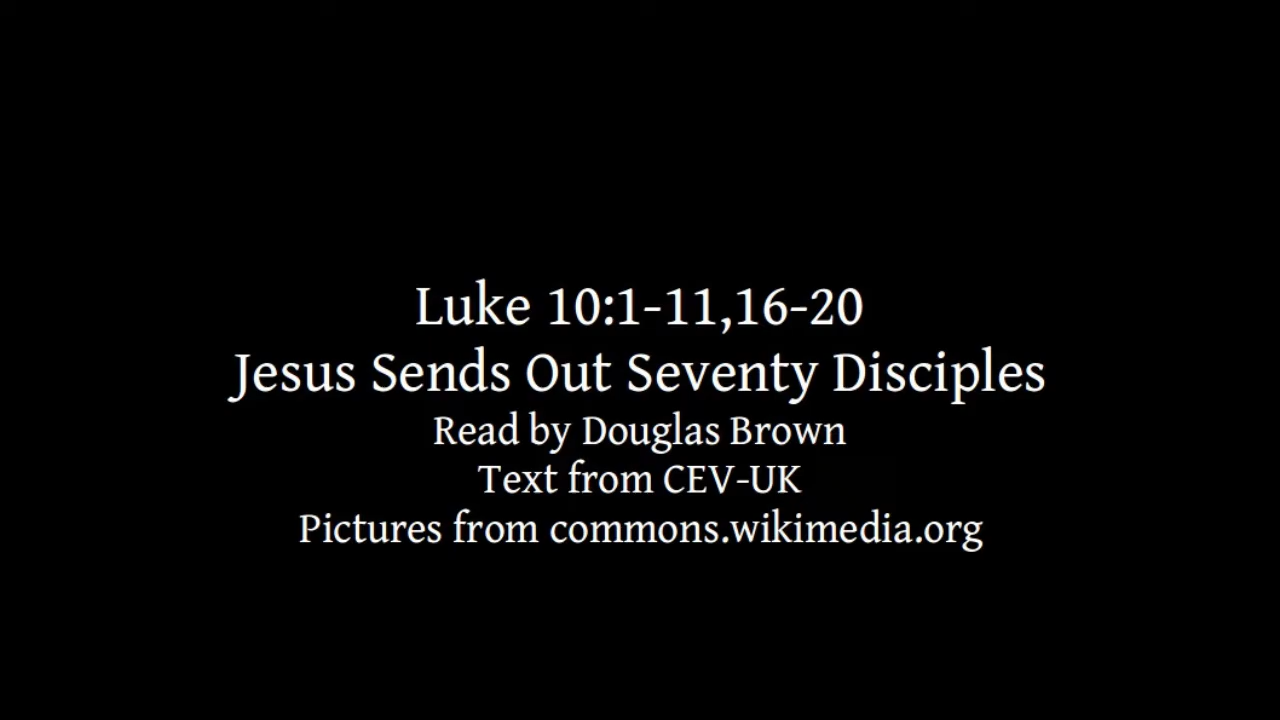 Luke 10:1-11,16-20
Jesus Sends Out Seventy Disciples
Read by Douglas Brown
Text from CEV-UK
Pictures from commons.wikimedia.org